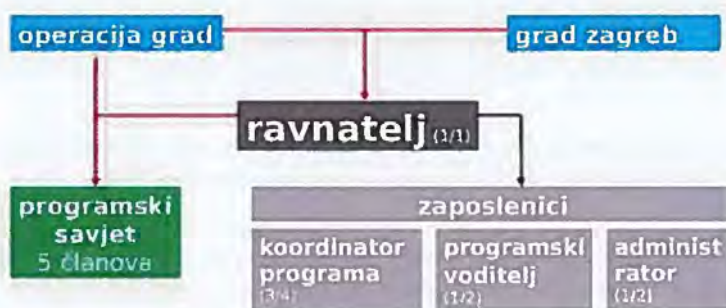 operacija grad
grad zagreb
ravnatelj (1/1)
programski
savjet
5 članova
zaposlenici
koordinator
programa
(3/4)
programski
voditelj
(1/2)
administ
rator
(1/2)